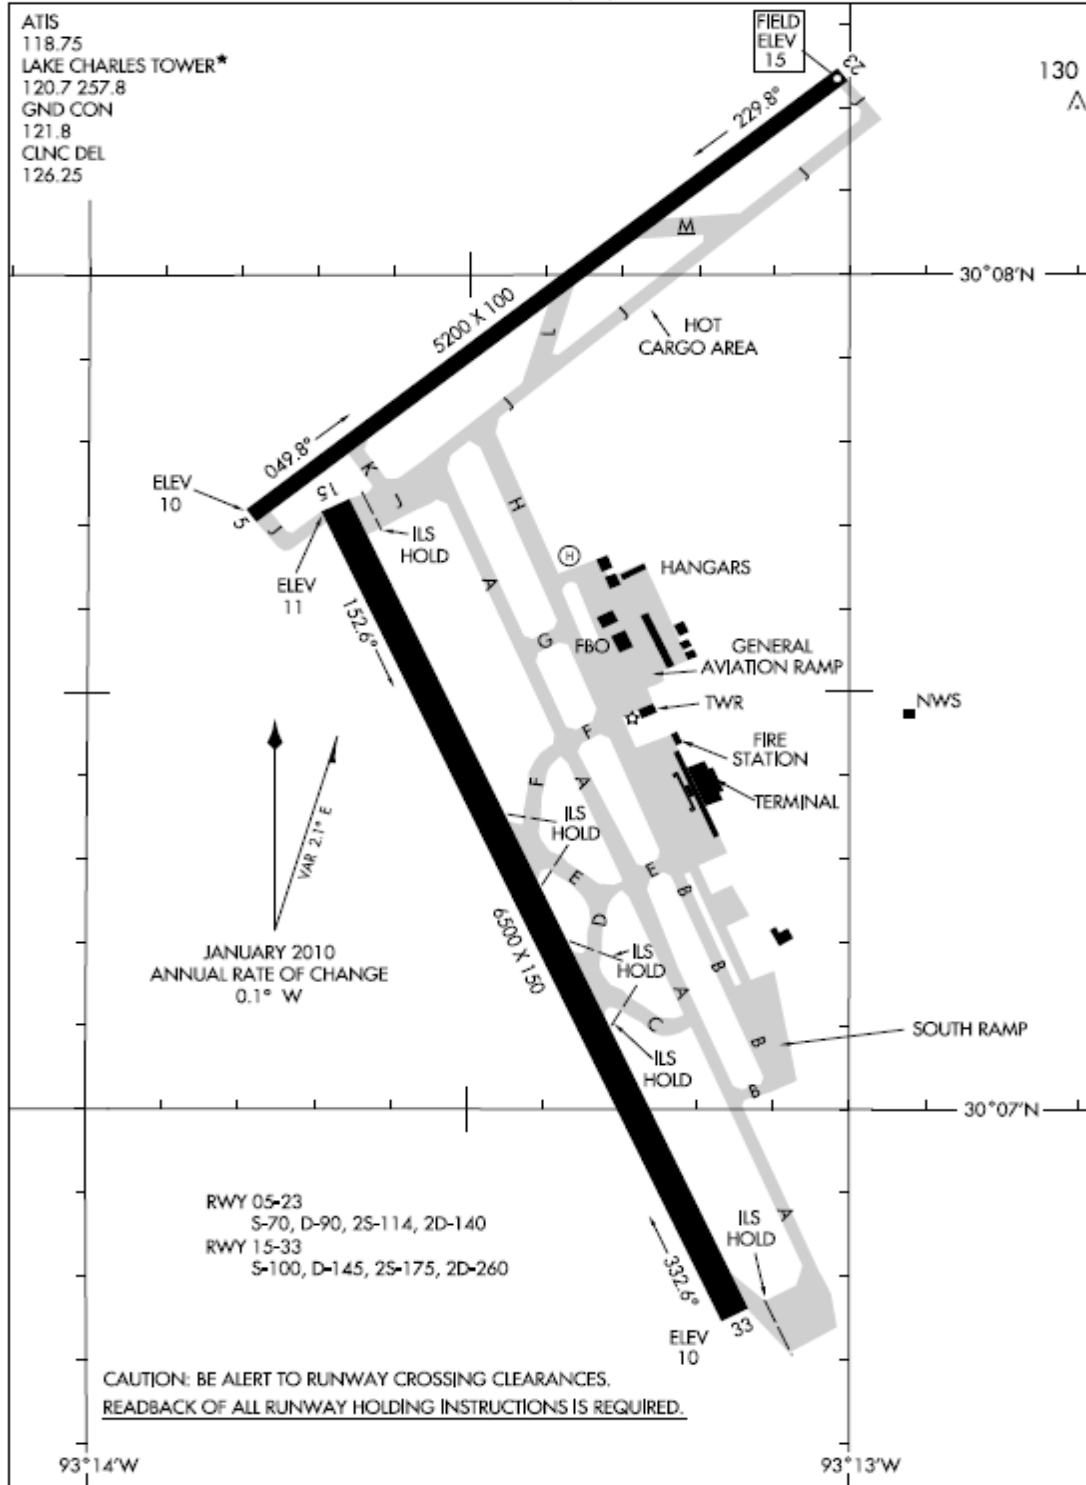 ATIS
118.75
LAKE CHARLES TOWER*
120.7 257.8
GND CON
121.8
CLNC DEL
126.25
FIELD
ELEV
15
23
130
J
229.8°
J
M
30°08'N
5200 X 100
L
J
HOT
CARGO AREA
J
049.8°
K
ELEV
10
15
J
H
5
J
ILS
HOLD
H
HANGARS
ELEV
11
A
152.6°
G
FBO
GENERAL
AVIATION RAMP
TWR
NWS
F
FIRE
STATION
F
A
TERMINAL
VAR 2.1° E
ILS
HOLD
E
E
B
D
6500 X 150
JANUARY 2010
ANNUAL RATE OF CHANGE
0.1° W
ILS
HOLD
B
A
C
B
SOUTH RAMP
ILS
HOLD
B
30°07'N
RWY 05-23
S-70, D-90, 2S-114, 2D-140
RWY 15-33
S-100, D-145, 2S-175, 2D-260
A
ILS
HOLD
332.6°
33
ELEV
10
CAUTION: BE ALERT TO RUNWAY CROSSING CLEARANCES.
READBACK OF ALL RUNWAY HOLDING INSTRUCTIONS IS REQUIRED.
93°14'W
93°13'W